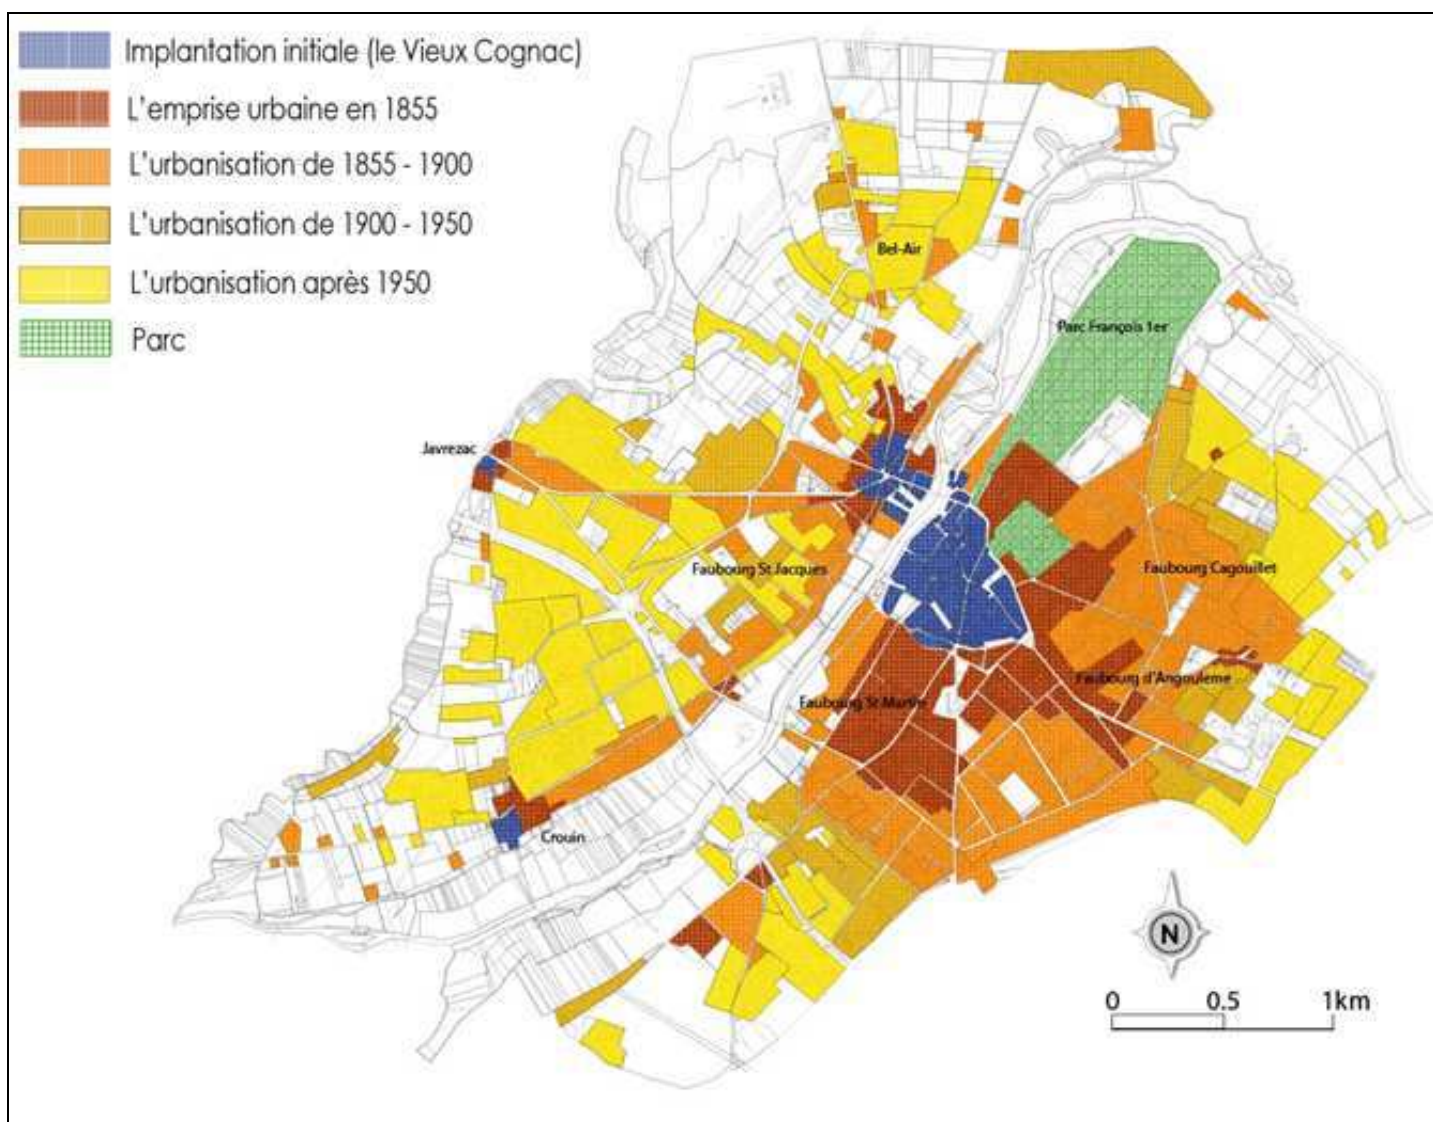 Implantation initiale (le Vieux Cognac)
L'emprise urbaine en 1855
L'urbanisation de 1855 - 1900
L'urbanisation de 1900 - 1950
L'urbanisation après 1950
Parc
Bel-Air
Parc François 1er
Javrezac
Faubourg St Jacques
Faubourg Cagouillet
Faubourg d'Angoulème
Faubourg St Martin
Crouin
N
0 0.5 1km